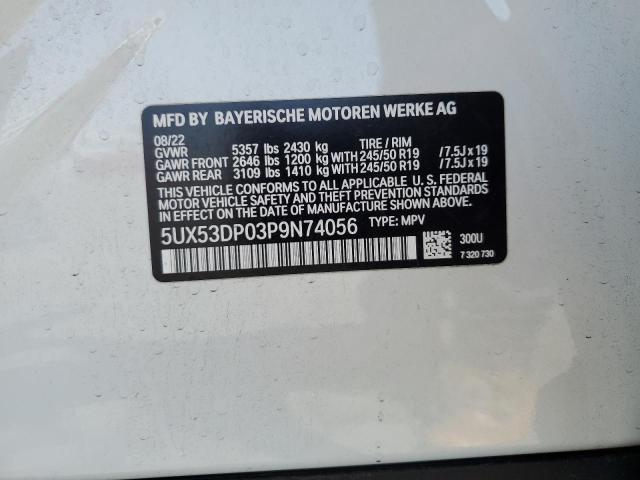 MFD BY BAYERISCHE MOTOREN WERKE AG
08/22 TIRE / RIM
GVWR 5357 lbs 2430 kg
GAWR FRONT 2646 lbs 1200 kg WITH 245/50 R19 /7.5J x 19
GAWR REAR 3109 lbs 1410 kg WITH 245/50 R19 /7.5J x 19
THIS VEHICLE CONFORMS TO ALL APPLICABLE U.S. FEDERAL
MOTOR VEHICLE SAFETY, BUMPER, AND THEFT PREVENTION
STANDARDS IN EFFECT ON THE DATE OF MANUFACTURE SHOWN ABOVE.
5UX53DP03P9N74056 TYPE: MPV
300U
7 320 730